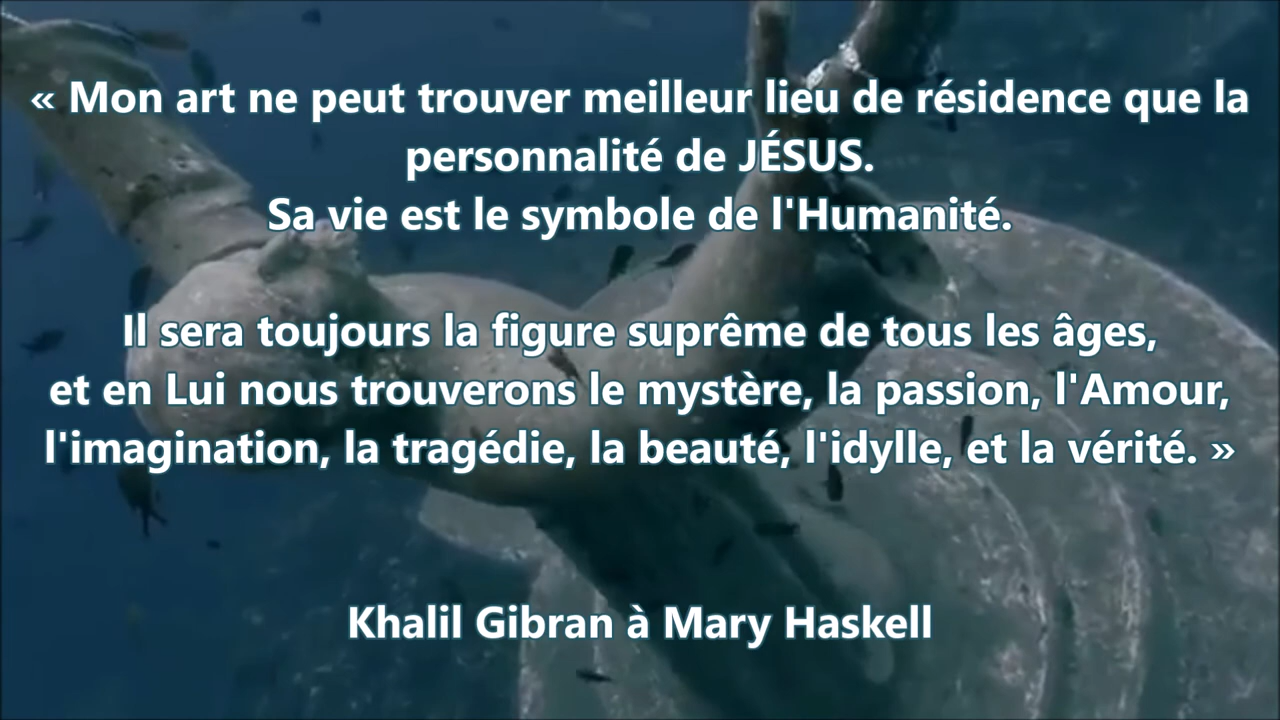 « Mon art ne peut trouver meilleur lieu de résidence que la
personnalité de JÉSUS.
Sa vie est le symbole de l'Humanité.
Il sera toujours la figure suprême de tous les âges,
et en Lui nous trouverons le mystère, la passion, l'Amour,
l'imagination, la tragédie, la beauté, l'idylle, et la vérité. »
Khalil Gibran à Mary Haskell